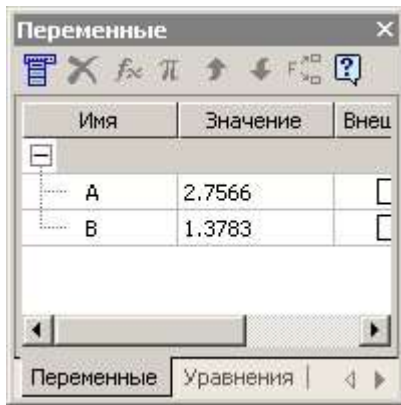 Переменные
Имя Значение Внеш
A 2.7566
B 1.3783
Переменные Уравнения